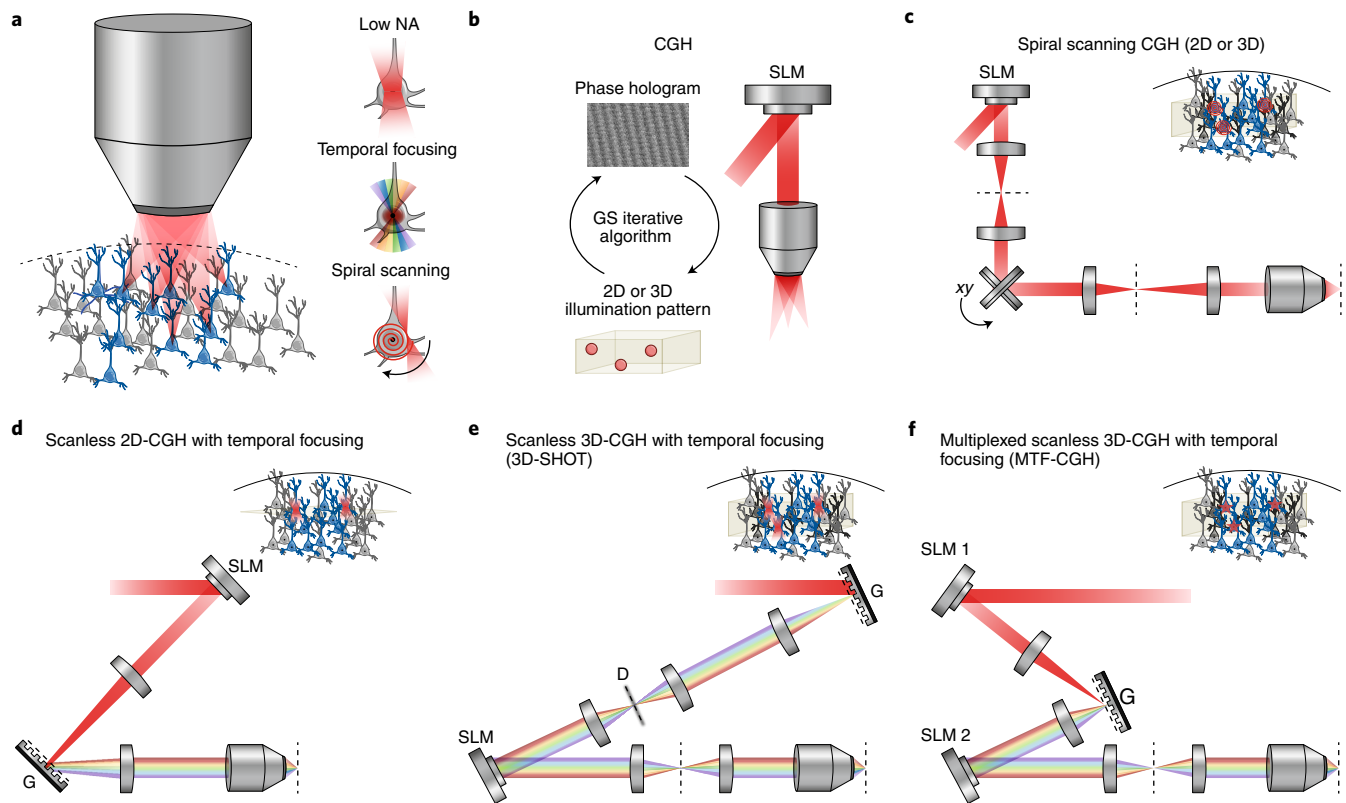 a
Low NA
Temporal focusing
Spiral scanning
b
CGH
SLM
Phase hologram
GS iterative
algorithm
2D or 3D
illumination pattern
c
Spiral scanning CGH (2D or 3D)
SLM
xy
d
Scanless 2D-CGH with temporal focusing
SLM
G
e
Scanless 3D-CGH with temporal focusing
(3D-SHOT)
G
D
SLM
f
Multiplexed scanless 3D-CGH with temporal
focusing (MTF-CGH)
SLM 1
G
SLM 2